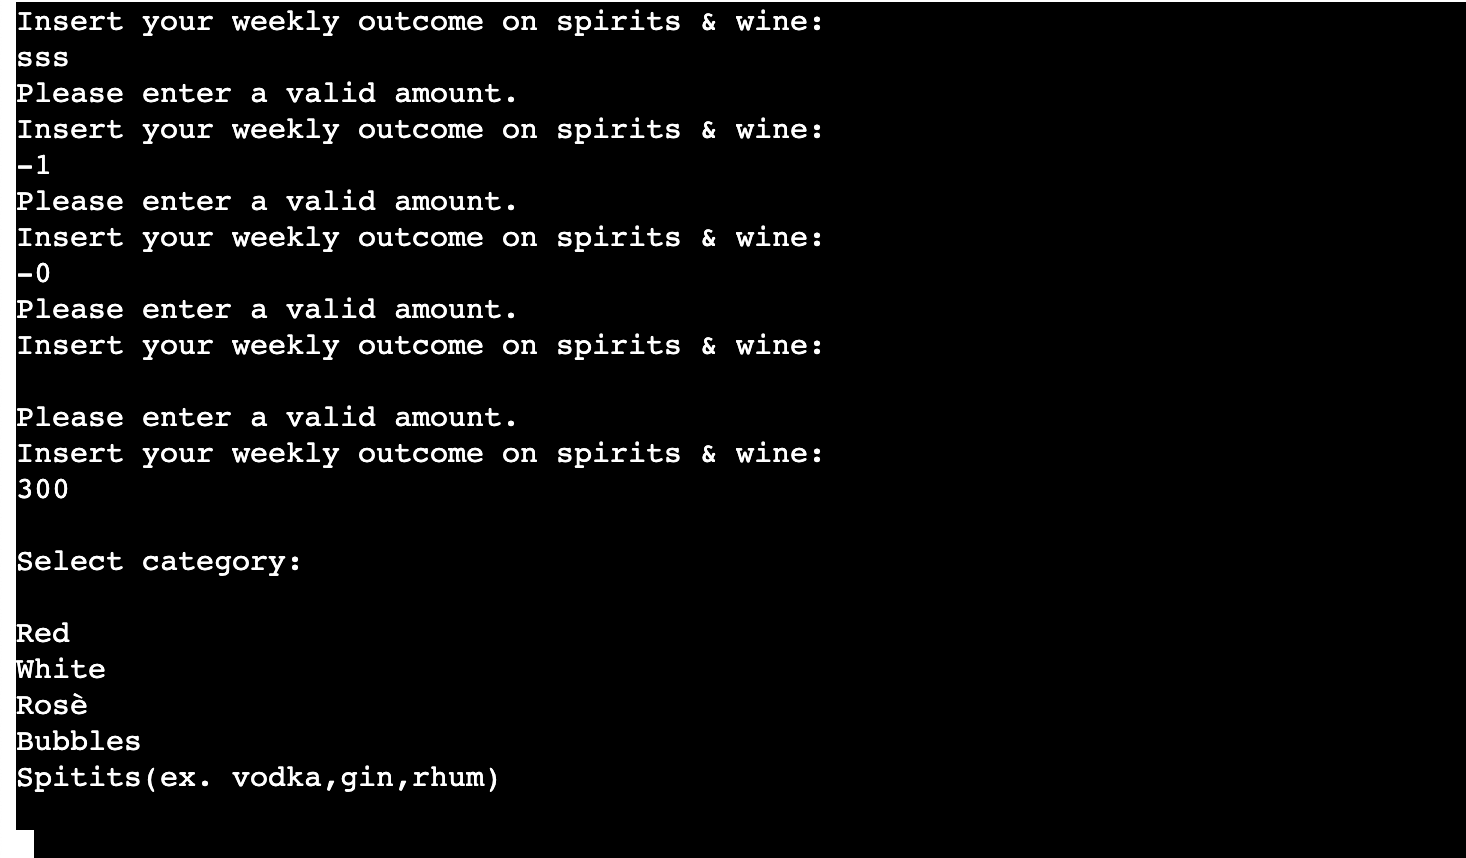 Insert your weekly outcome on spirits & wine:
sss
Please enter a valid amount.
Insert your weekly outcome on spirits & wine:
-1
Please enter a valid amount.
Insert your weekly outcome on spirits & wine:
-0
Please enter a valid amount.
Insert your weekly outcome on spirits & wine:
Please enter a valid amount.
Insert your weekly outcome on spirits & wine:
300
Select category:
Red
White
Rosè
Bubbles
Spitits(ex. vodka,gin,rhum)